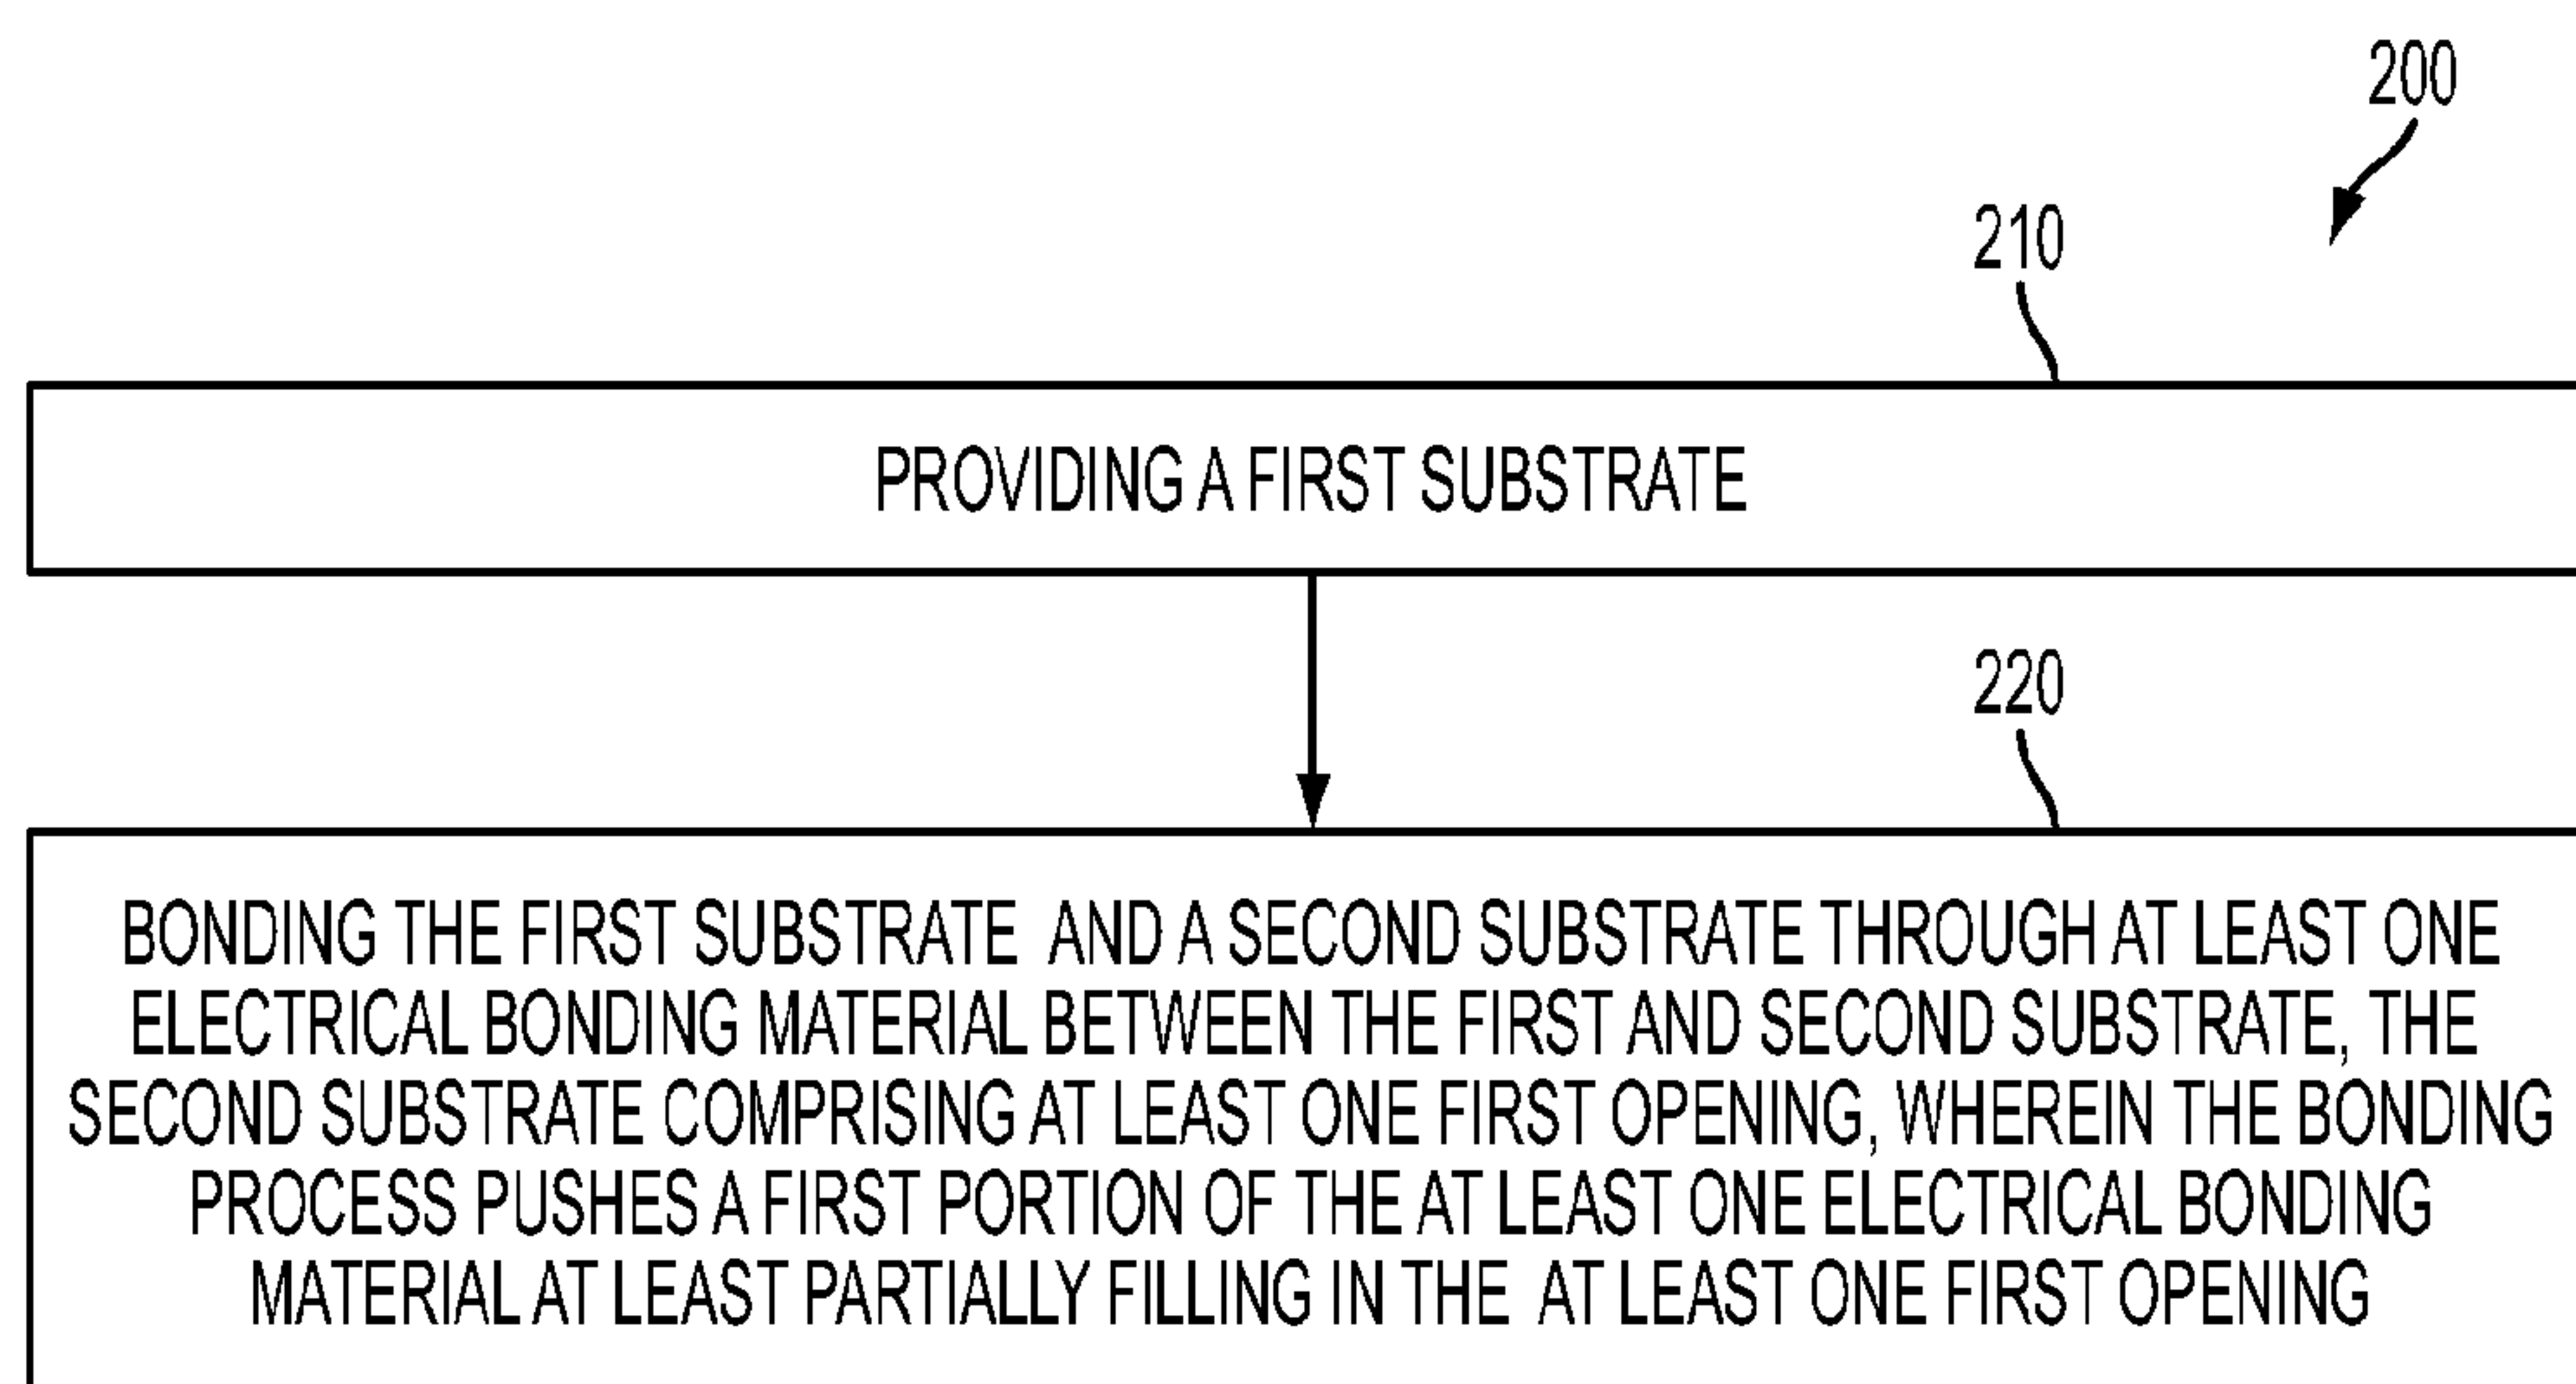 200
210
PROVIDING A FIRST SUBSTRATE
220
BONDING THE FIRST SUBSTRATE AND A SECOND SUBSTRATE THROUGH AT LEAST ONE
ELECTRICAL BONDING MATERIAL BETWEEN THE FIRST AND SECOND SUBSTRATE, THE
SECOND SUBSTRATE COMPRISING AT LEAST ONE FIRST OPENING, WHEREIN THE BONDING
PROCESS PUSHES A FIRST PORTION OF THE AT LEAST ONE ELECTRICAL BONDING
MATERIAL AT LEAST PARTIALLY FILLING IN THE AT LEAST ONE FIRST OPENING